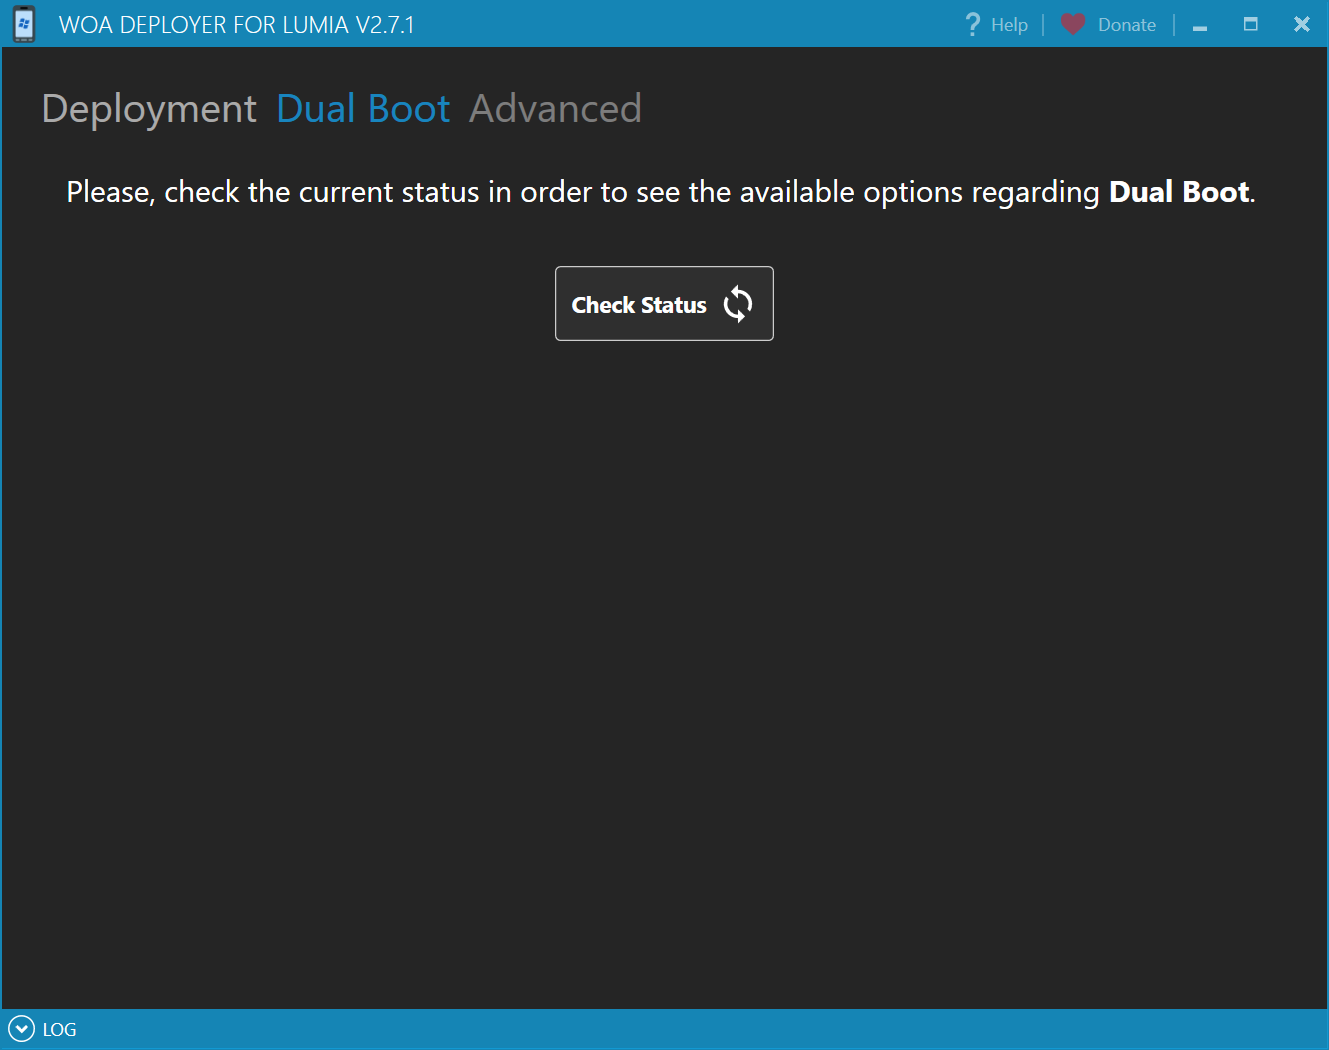 WOA DEPLOYER FOR LUMIA V2.7.1
Help
Donate
Deployment Dual Boot Advanced
Please, check the current status in order to see the available options regarding Dual Boot.
Check Status
LOG